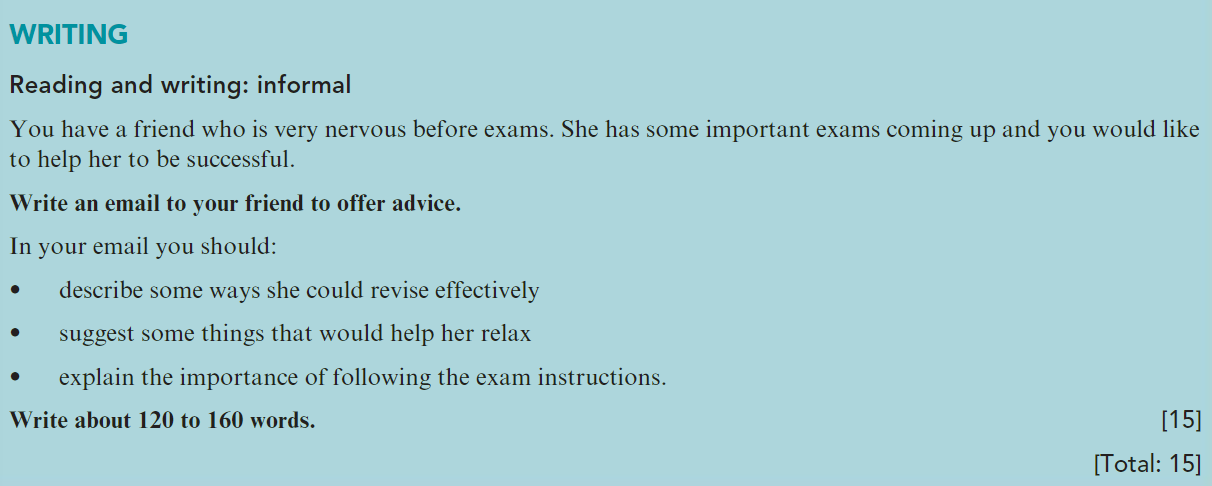 WRITING
Reading and writing: informal
You have a friend who is very nervous before exams. She has some important exams coming up and you would like
to help her to be successful.
Write an email to your friend to offer advice.
In your email you should:
• describe some ways she could revise effectively
• suggest some things that would help her relax
• explain the importance of following the exam instructions.
Write about 120 to 160 words. [15]
[Total: 15]